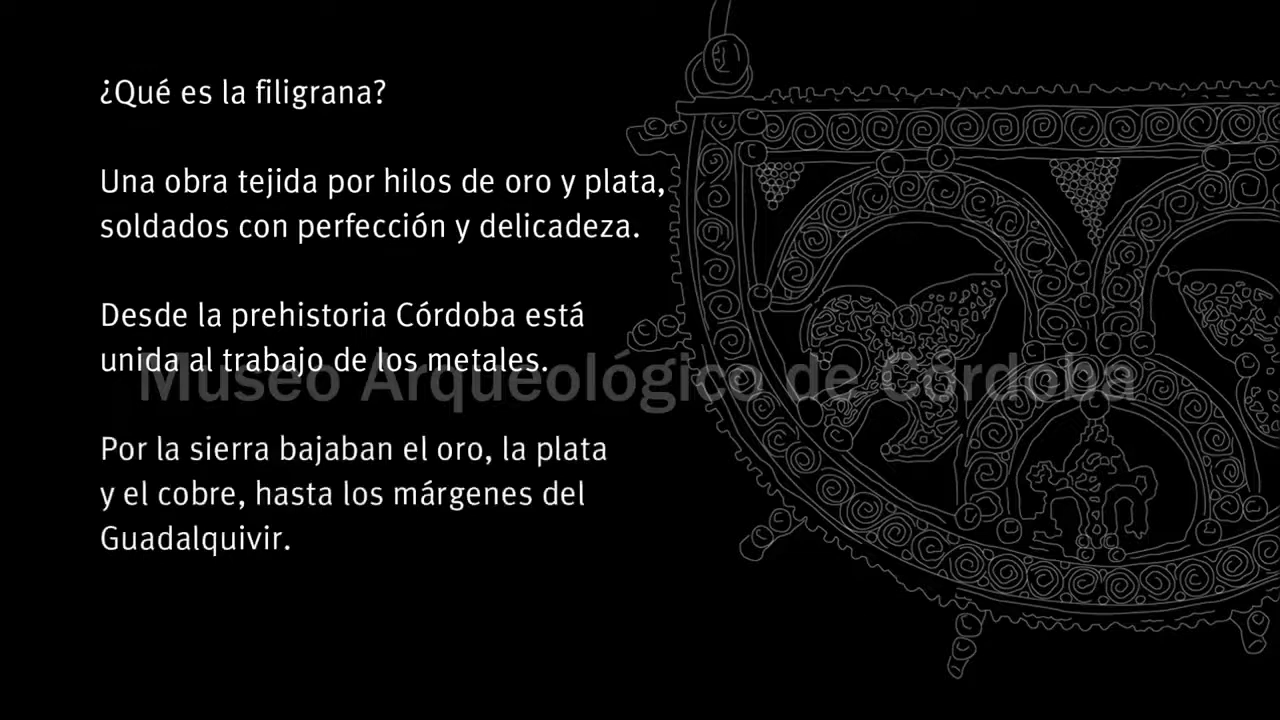 ¿Qué es la filigrana?
Una obra tejida por hilos de oro y plata,
soldados con perfección y delicadeza.
Desde la prehistoria Córdoba está
unida al trabajo de los metales.
Museo Arqueológico de Córdoba
Por la sierra bajaban el oro, la plata
y el cobre, hasta los márgenes del
Guadalquivir.